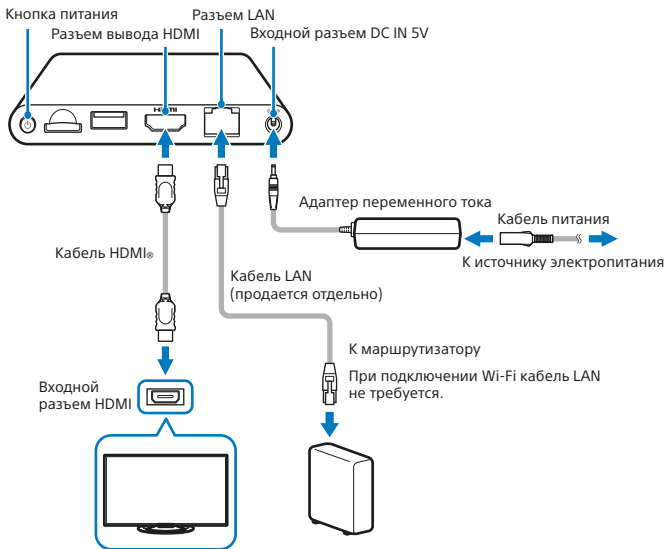 Кнопка питания
Разъем LAN
Разъем вывода HDMI
Входной разъем DC IN 5V
HDMI
Адаптер переменного тока
Кабель питания
Кабель HDMI®
К источнику электропитания
Кабель LAN
(продается отдельно)
К маршрутизатору
При подключении Wi-Fi кабель LAN
не требуется.
Входной
разъем HDMI